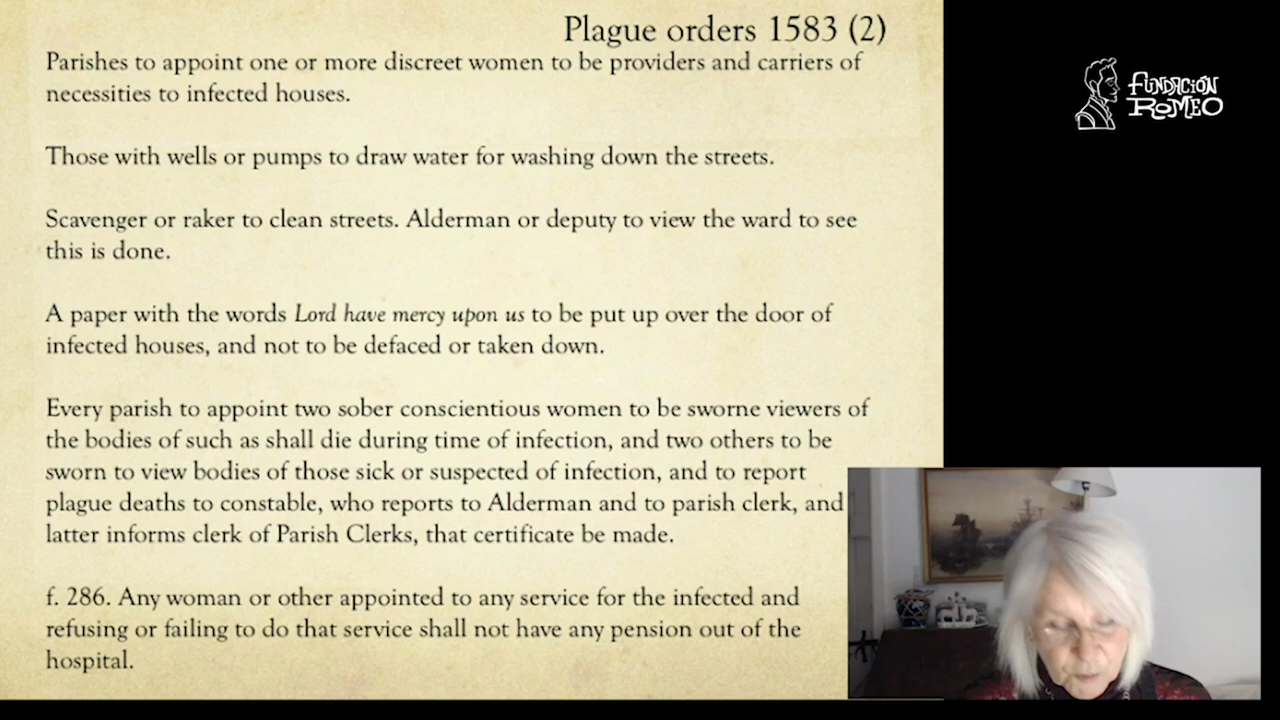 Plague orders 1583 (2)
Parishes to appoint one or more discreet women to be providers and carriers of
necessities to infected houses.
Those with wells or pumps to draw water for washing down the streets.
Scavenger or raker to clean streets. Alderman or deputy to view the ward to see
this is done.
A paper with the words Lord have mercy upon us to be put up over the door of
infected houses, and not to be defaced or taken down.
Every parish to appoint two sober conscientious women to be sworne viewers of
the bodies of such as shall die during time of infection, and two others to be
sworn to view bodies of those sick or suspected of infection, and to report
plague deaths to constable, who reports to Alderman and to parish clerk, and
latter informs clerk of Parish Clerks, that certificate be made.
f. 286. Any woman or other appointed to any service for the infected and
refusing or failing to do that service shall not have any pension out of the
hospital.
FUNDACIÓN
ROMEO